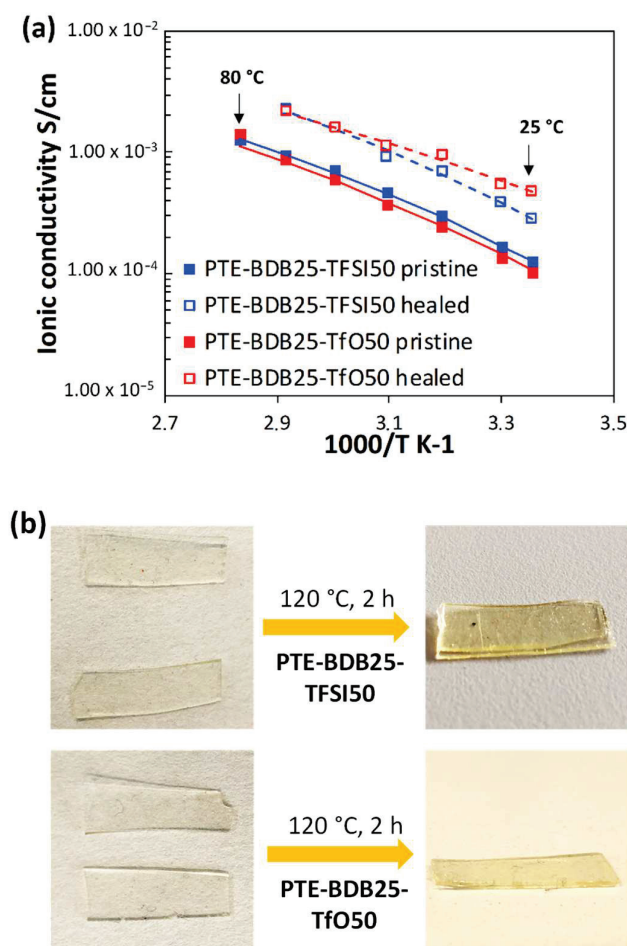 (a)
Ionic conductivity S/cm
1.00 x 10⁻²
1.00 x 10⁻³
1.00 x 10⁻⁴
1.00 x 10⁻⁵
80 °C
25 °C
PTE-BDB25-TFSI50 pristine
PTE-BDB25-TFSI50 healed
PTE-BDB25-TfO50 pristine
PTE-BDB25-TfO50 healed
2.7 2.9 3.1 3.3 3.5
1000/T K-1
(b)
120 °C, 2 h
PTE-BDB25-
TFSI50
120 °C, 2 h
PTE-BDB25-
TfO50